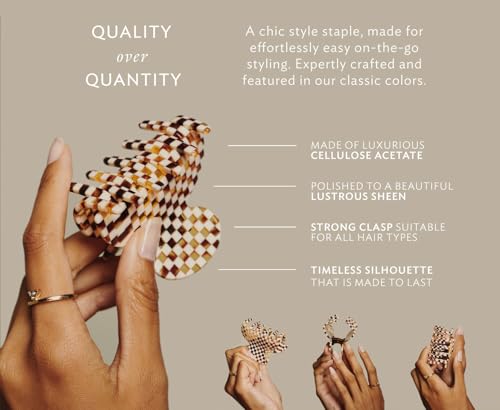 QUALITY
over
QUANTITY
A chic style staple, made for
effortlessly easy on-the-go
styling. Expertly crafted and
featured in our classic colors.
MADE OF LUXURIOUS
CELLULOSE ACETATE
POLISHED TO A BEAUTIFUL
LUSTROUS SHEEN
STRONG CLASP SUITABLE
FOR ALL HAIR TYPES
TIMELESS SILHOUETTE
THAT IS MADE TO LAST